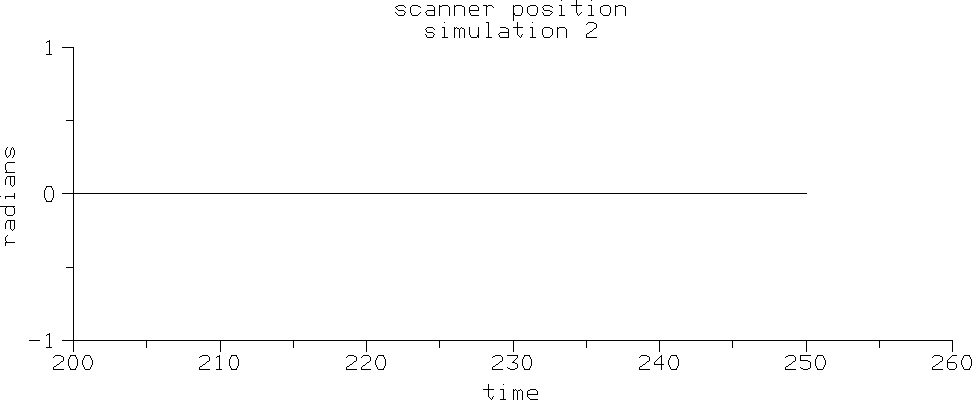 scanner position
simulation 2
1
0
-1
radians
200 210 220 230 240 250 260
time